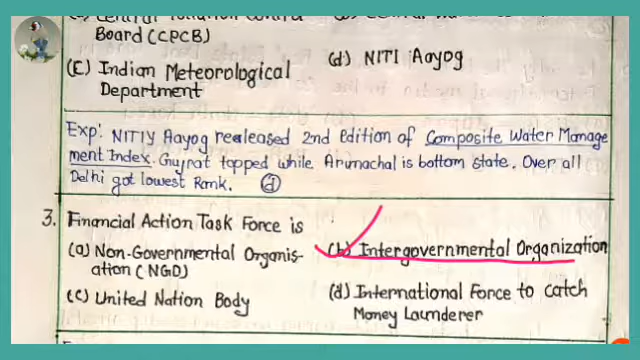 Board (CPCB)
(d) NITI Aayog
(C) Indian Meteorological
Department
Exp: NITIY Aayog realeased 2nd Edition of Composite Water Manage
ment Index. Gujrat topped while Arunachal is bottom state. Over all
Delhi got lowest Rank. (d)
3. Financial Action Task Force is
(a) Non-Governmental Organis-
ation (NGO)
(b) Intergovernmental Organization
(c) United Nation Body
(d) International Force to catch
Money Launderer